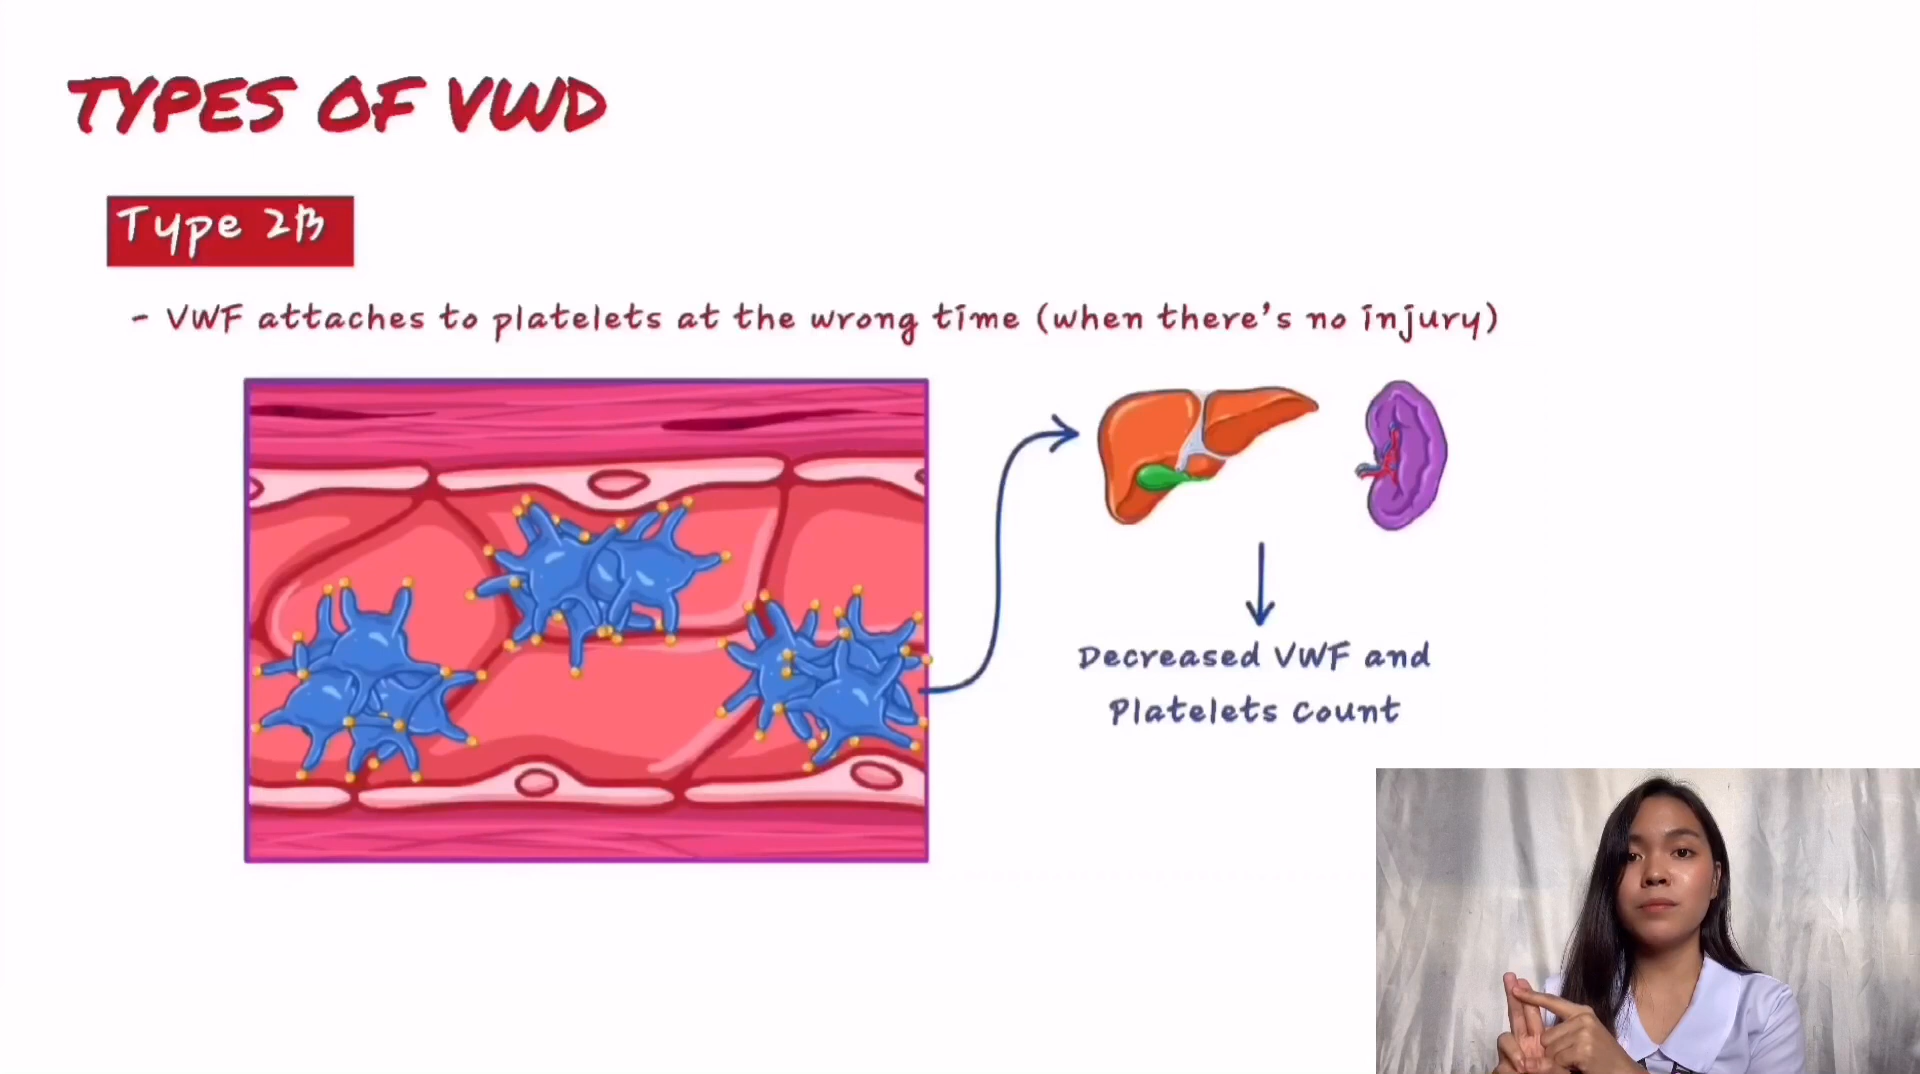 TYPES OF VWD
Type 2B
- VWF attaches to platelets at the wrong time (when there's no injury)
Decreased VWF and
Platelets Count